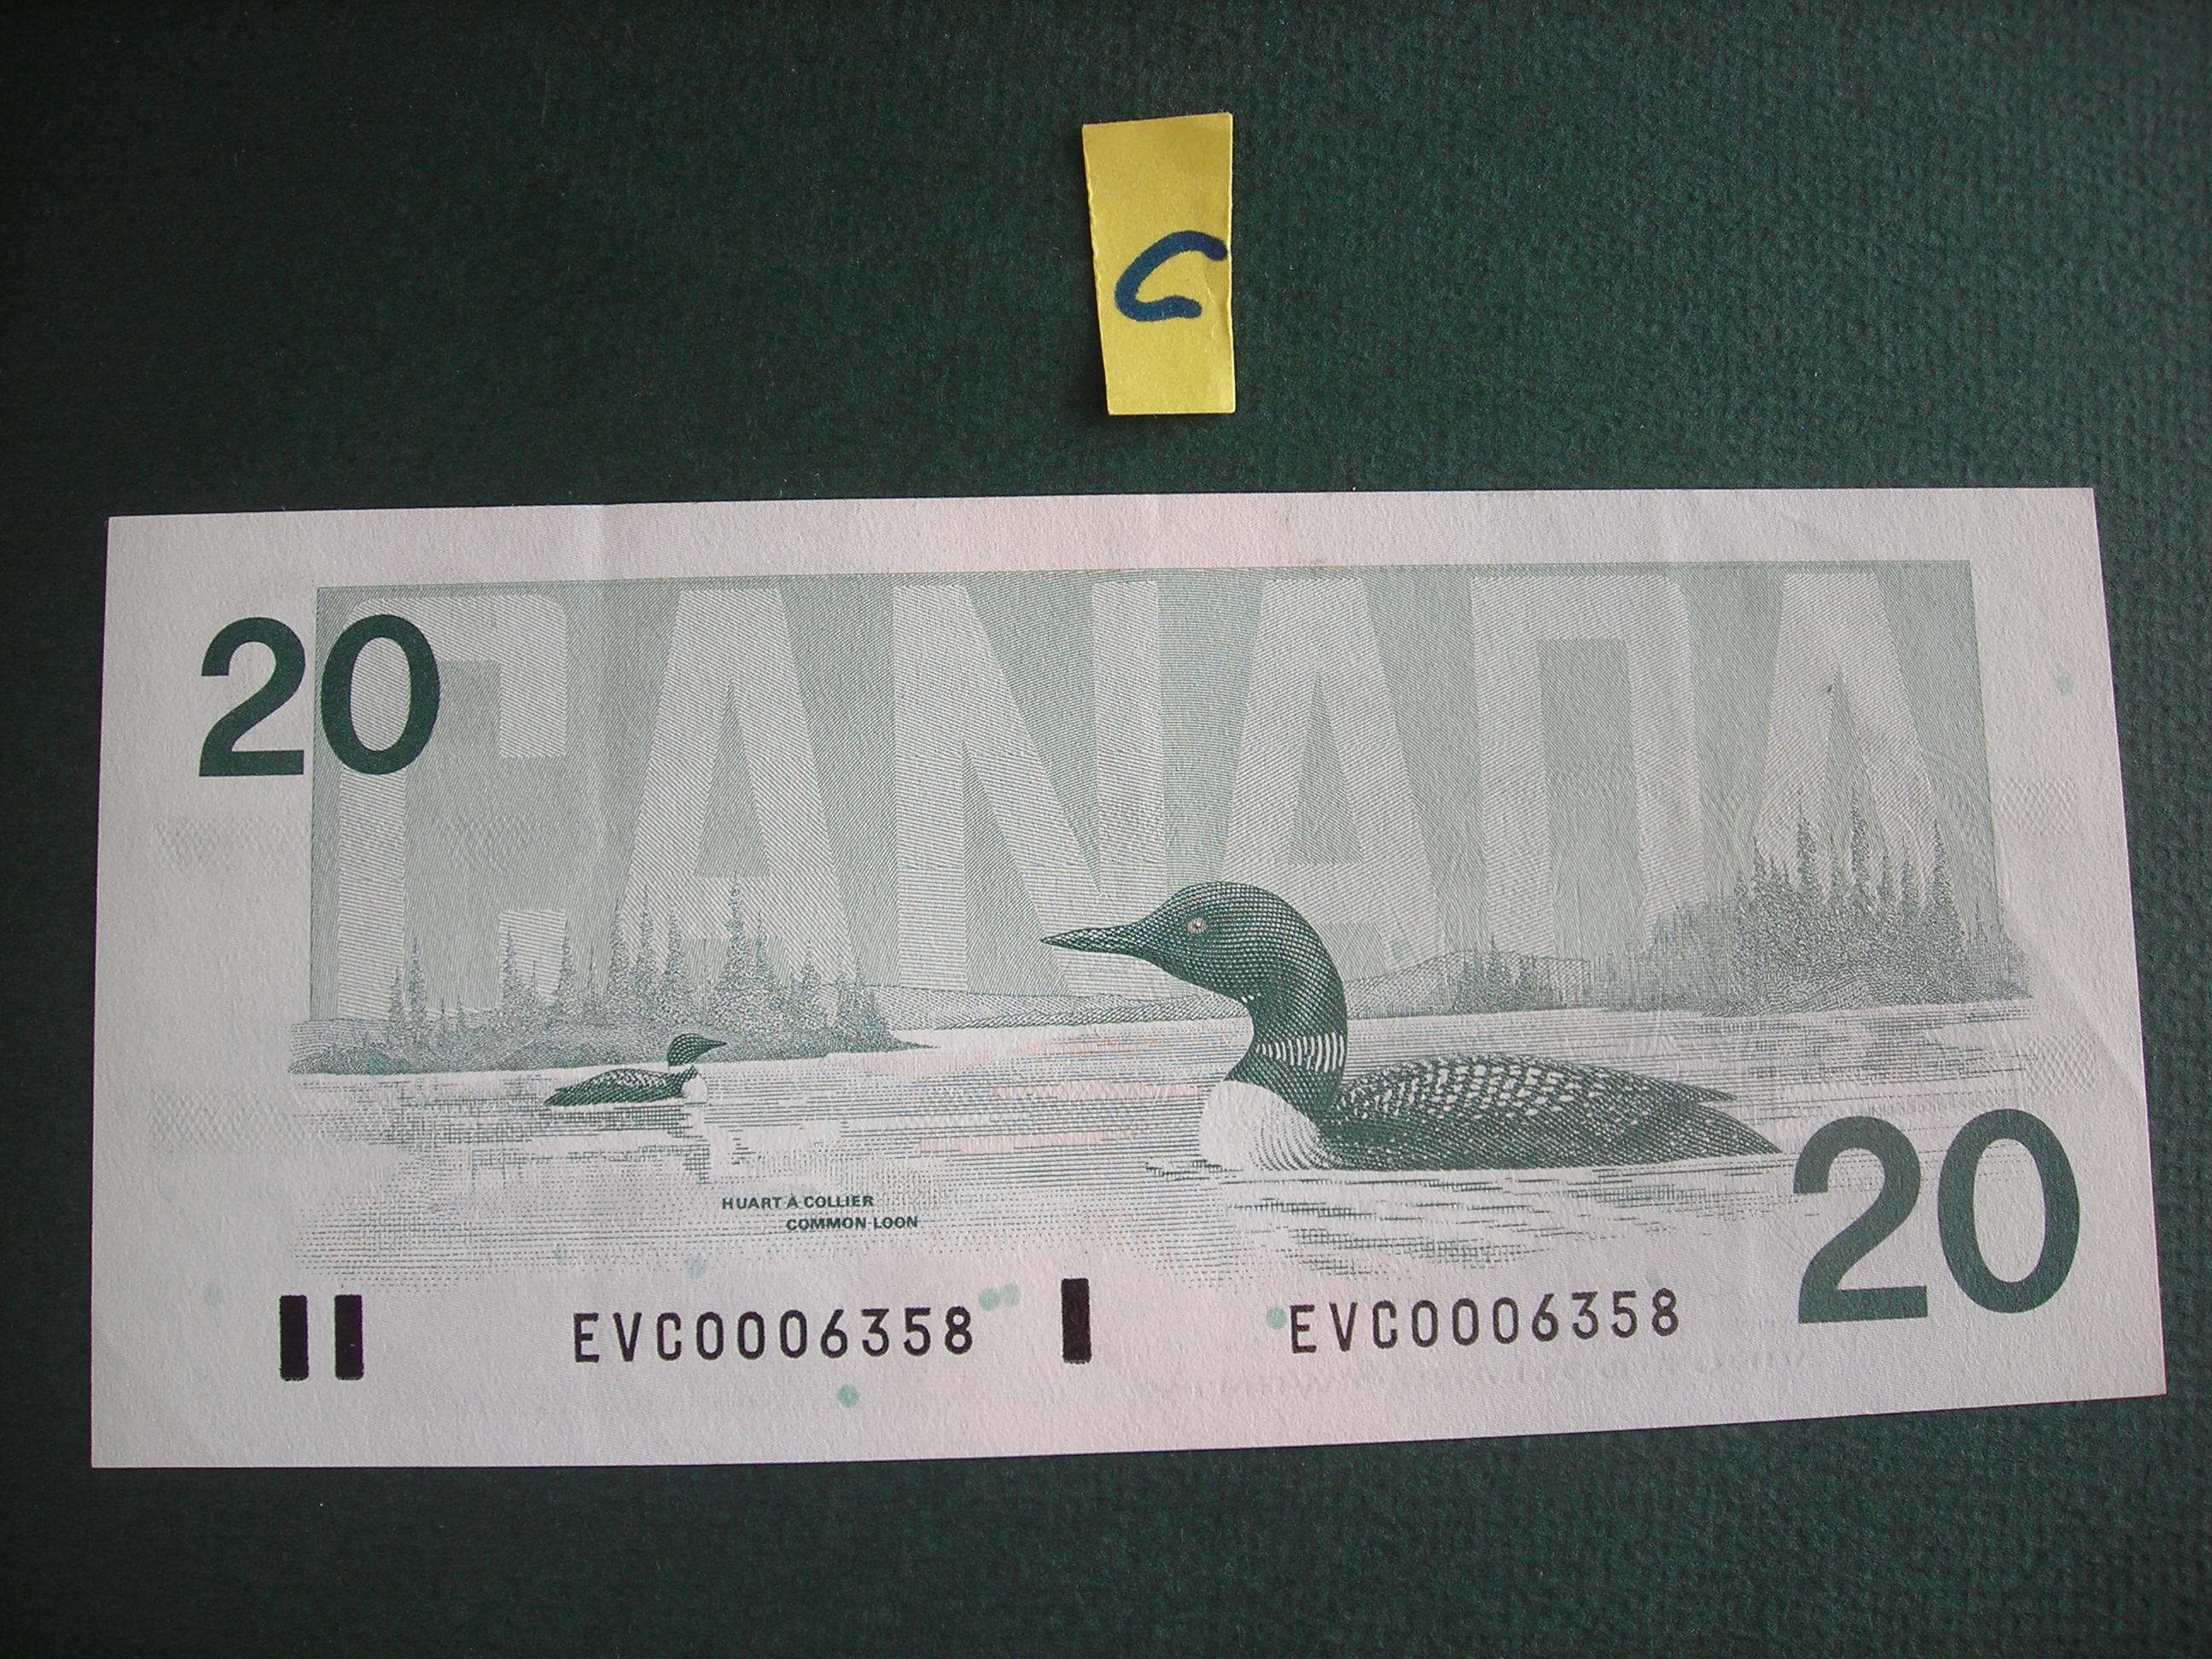 C
CANADA
20
HUART À COLLIER
COMMON LOON
20
EVC0006358 EVC0006358